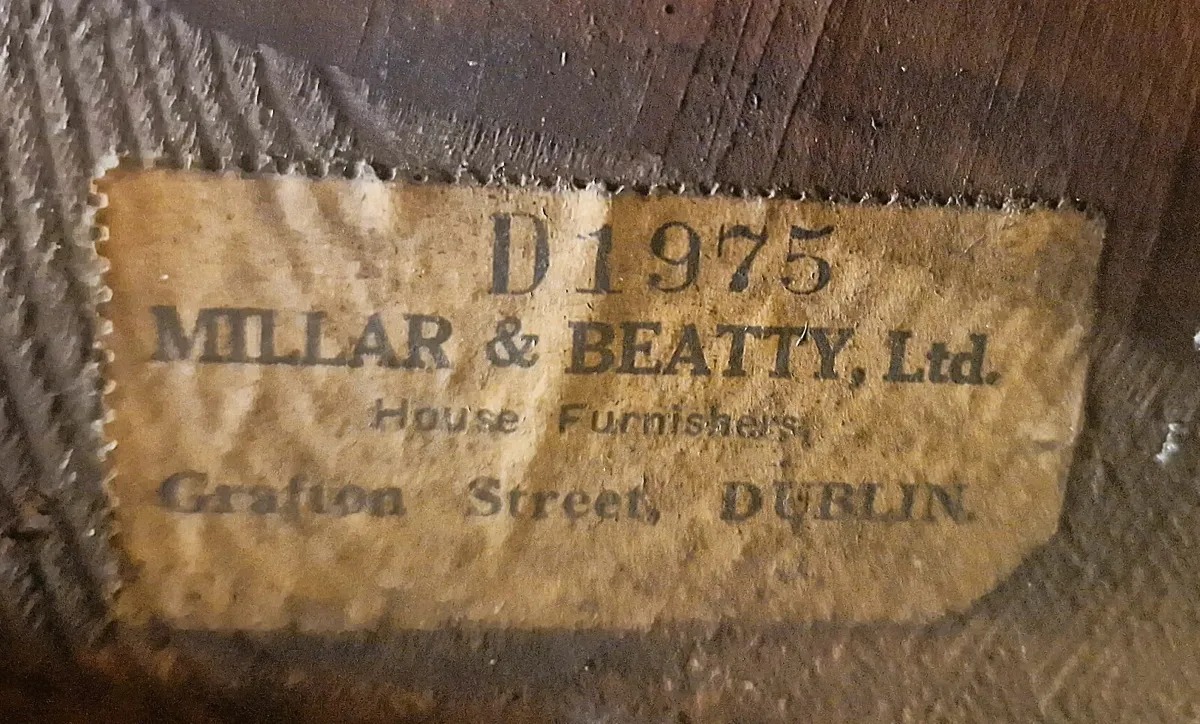 D1975
MILLAR & BEATTY, Ltd.
House Furnishers,
Grafton Street, DUBLIN.